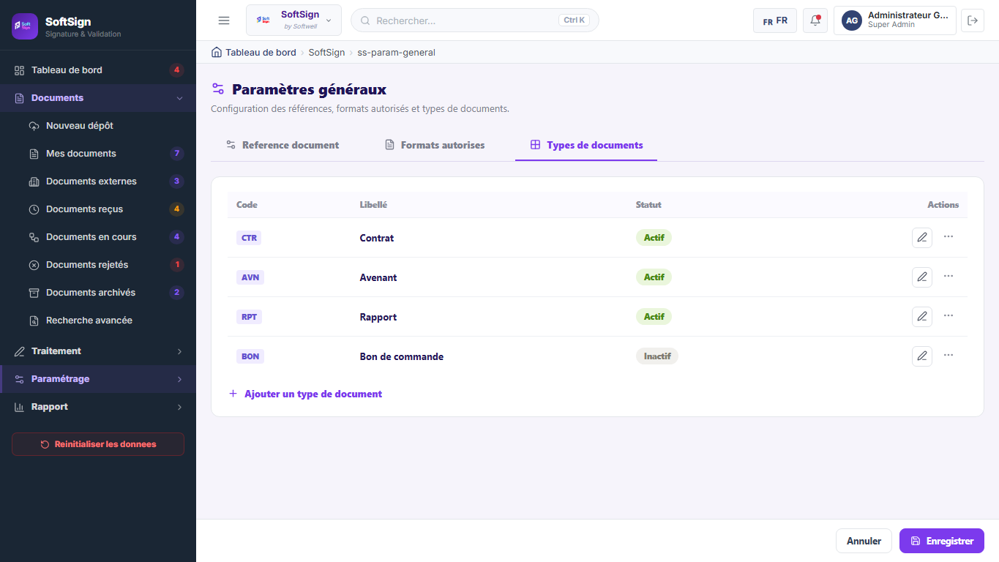 SoftSign
Signature & Validation
Tableau de bord 4
Documents
Nouveau dépôt
Mes documents 7
Documents externes 3
Documents reçus 4
Documents en cours 4
Documents rejetés 1
Documents archivés 2
Recherche avancée
Traitement
Paramétrage
Rapport
Reinitialiser les donnees
SoftSign
by Softwell
Rechercher... Ctrl K
FR FR
AG
Administrateur G...
Super Admin
Tableau de bord › SoftSign › ss-param-general
Paramètres généraux
Configuration des références, formats autorisés et types de documents.
Reference document Formats autorises Types de documents
Code Libellé Statut Actions
CTR Contrat Actif
AVN Avenant Actif
RPT Rapport Actif
BON Bon de commande Inactif
+ Ajouter un type de document
Annuler Enregistrer